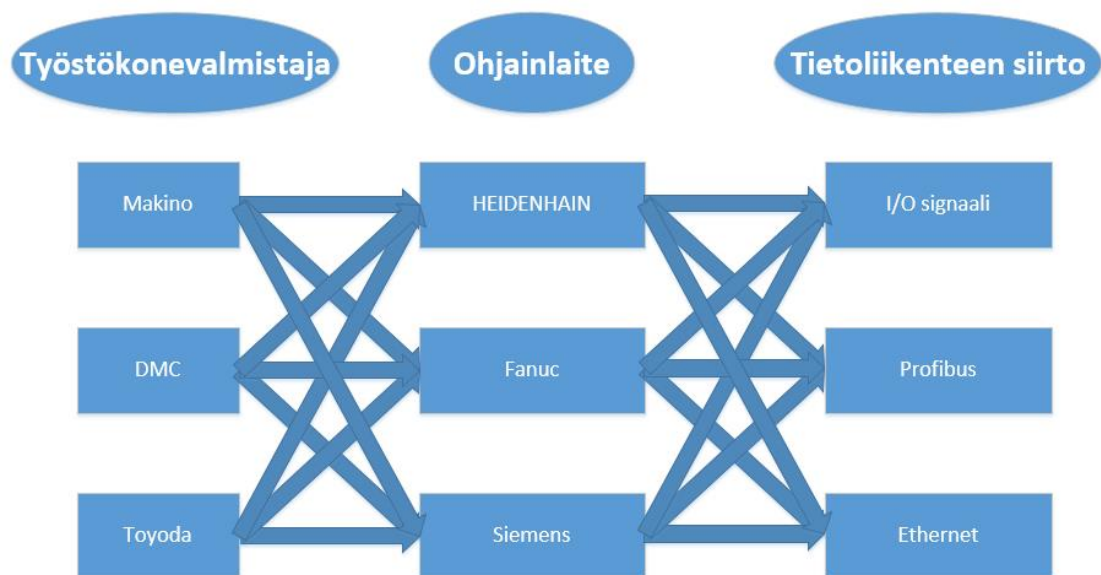 Työstökonevalmistaja
Ohjainlaite
Tietoliikenteen siirto
Makino
HEIDENHAIN
I/O signaali
DMC
Fanuc
Profibus
Toyoda
Siemens
Ethernet